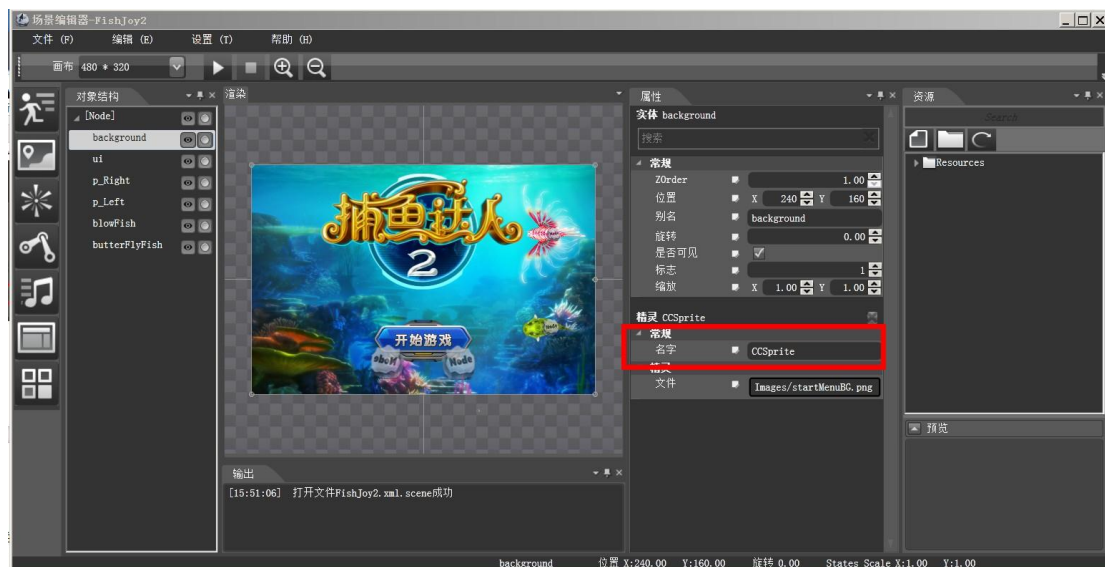 场景编辑器-FishJoy2
文件 (F) 编辑 (E) 设置 (T) 帮助 (H)
画布 480 * 320
对象结构
[Node]
background
ui
p_Right
p_Left
blowFish
butterFlyFish
渲染
捕鱼达人
2
开始游戏
Node
Node
输出
[15:51:06] 打开文件FishJoy2.xml.scene成功
属性
实体 background
搜索
常规
ZOrder 1.00
位置 X 240 Y 160
别名 background
旋转 0.00
是否可见
标志 1
缩放 X 1.00 Y 1.00
精灵 CCSprite
常规
名字 CCSprite
精灵
文件 Images/startMenuBG.png
资源
Search
Resources
预览
background 位置 X:240.00 Y:160.00 旋转 0.00 States Scale X:1.00 Y:1.00